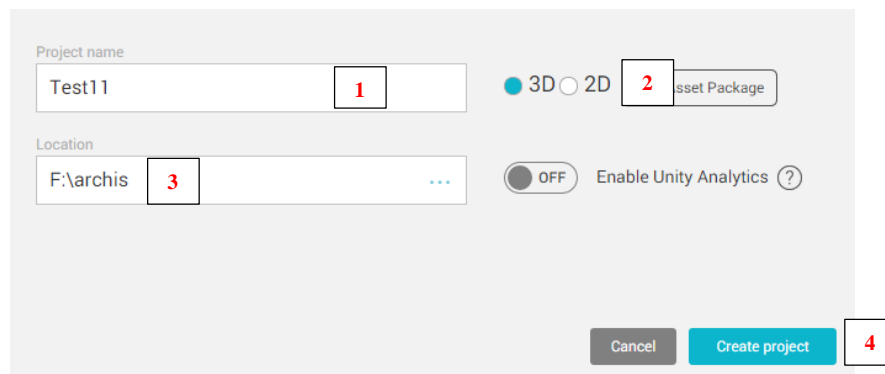 Project name
Test11
1
3D 2D
2
sset Package
Location
F:\archis
3
...
OFF
Enable Unity Analytics ?
Cancel
Create project
4